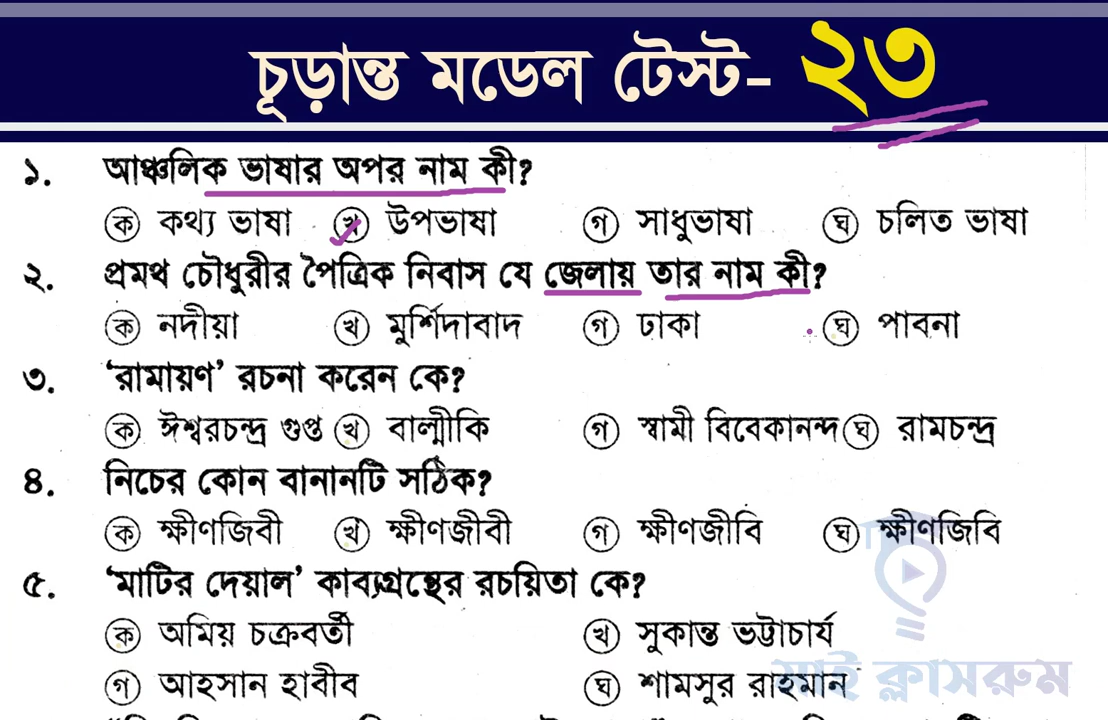 চূড়ান্ত মডেল টেস্ট- ২৩
১. আঞ্চলিক ভাষার অপর নাম কী?
ক কথ্য ভাষা খ উপভাষা গ সাধুভাষা ঘ চলিত ভাষা
২. প্রমথ চৌধুরীর পৈত্রিক নিবাস যে জেলায় তার নাম কী?
ক নদীয়া খ মুর্শিদাবাদ গ ঢাকা ঘ পাবনা
৩. ‘রামায়ণ’ রচনা করেন কে?
ক ঈশ্বরচন্দ্র গুপ্ত খ বাল্মীকি গ স্বামী বিবেকানন্দ ঘ রামচন্দ্র
৪. নিচের কোন বানানটি সঠিক?
ক ক্ষীণজিবী খ ক্ষীণজীবী গ ক্ষীণজীবি ঘ ক্ষীণজিবি
৫. ‘মাটির দেয়াল’ কাব্যগ্রন্থের রচয়িতা কে?
ক অমিয় চক্রবর্তী খ সুকান্ত ভট্টাচার্য
গ আহসান হাবীব ঘ শামসুর রাহমান
মাই ক্লাসরুম